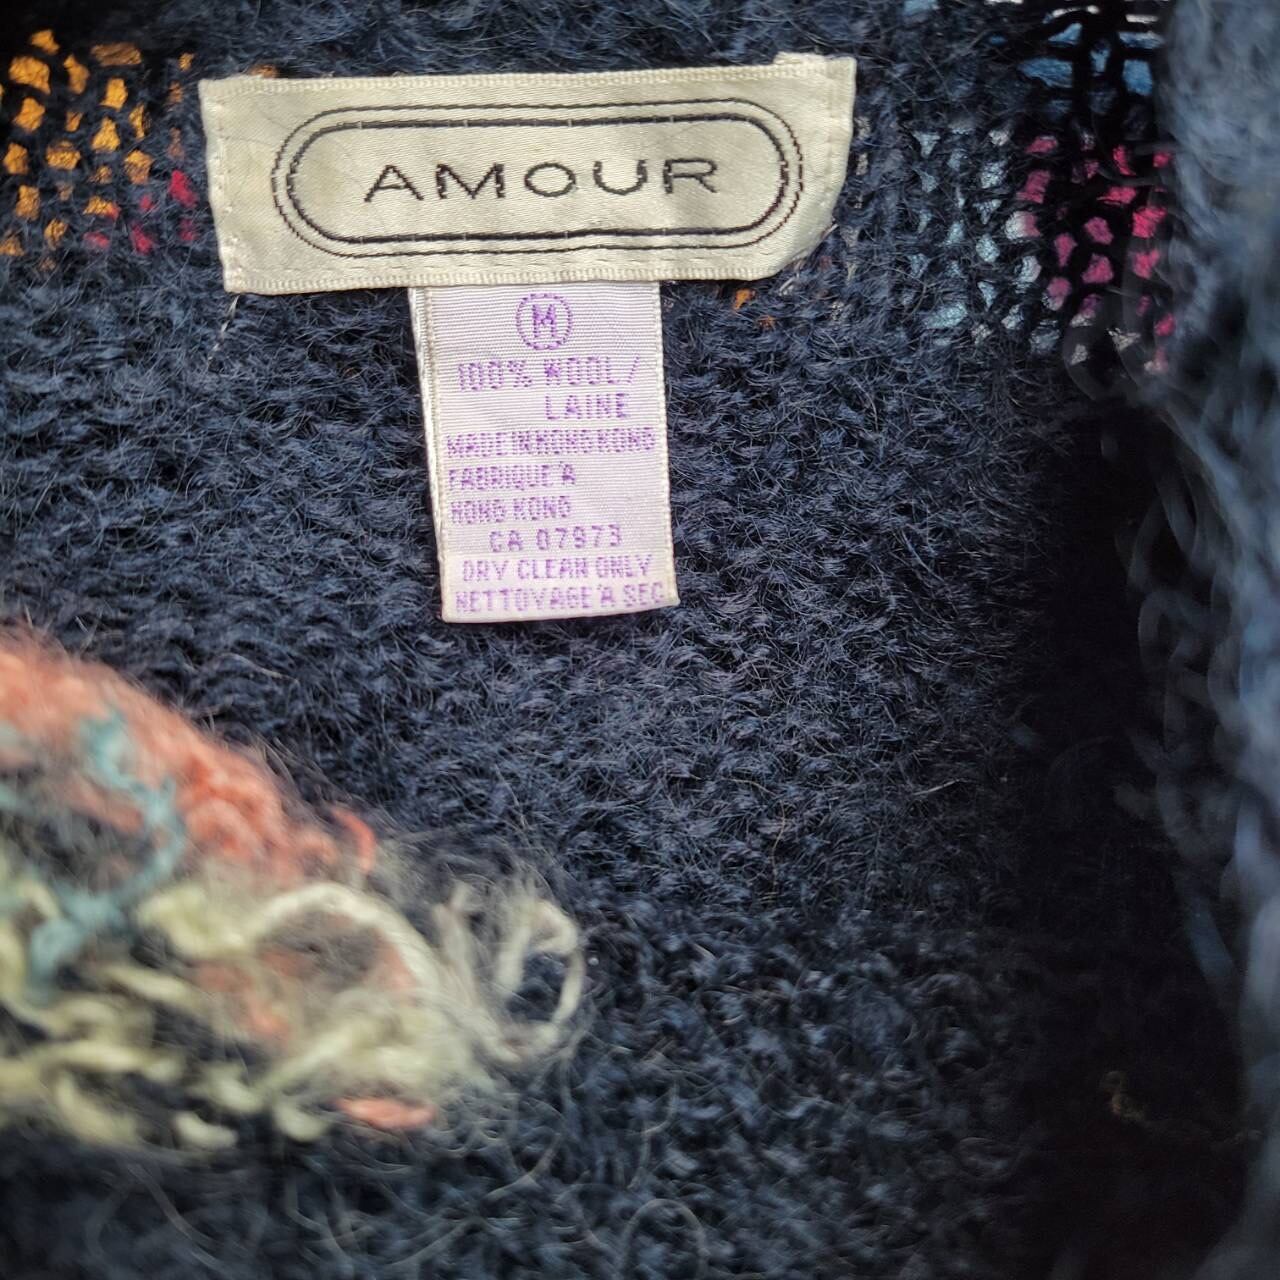 AMOUR
M
100% WOOL/
LAINE
MADE IN HONG KONG
FABRIQUE À
HONG KONG
CA 07973
DRY CLEAN ONLY
NETTOYAGE À SEC